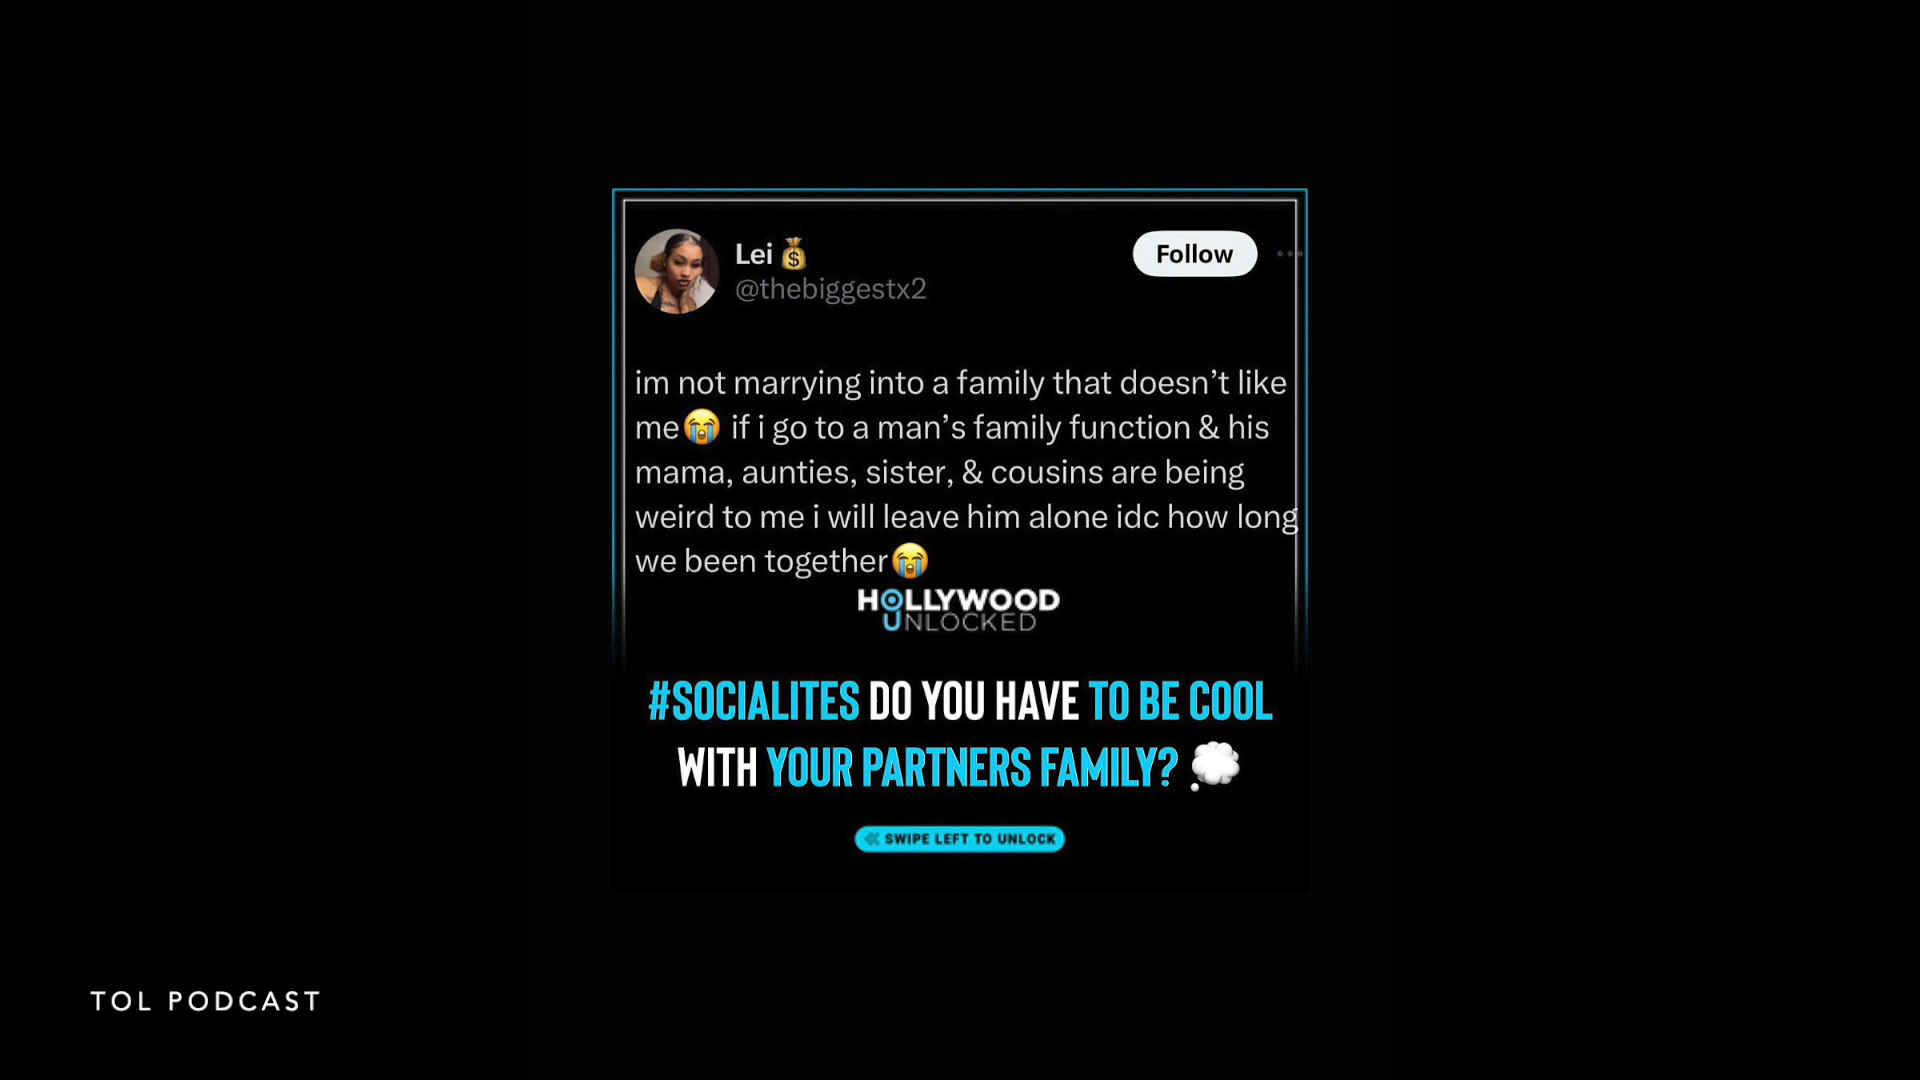 Lei 💰
Follow
@thebiggestx2
im not marrying into a family that doesn’t like
me😭 if i go to a man’s family function & his
mama, aunties, sister, & cousins are being
weird to me i will leave him alone idc how long
we been together😭
HOLLYWOOD
UNLOCKED
#SOCIALITES DO YOU HAVE TO BE COOL
WITH YOUR PARTNERS FAMILY? 💭
SWIPE LEFT TO UNLOCK
TOL PODCAST